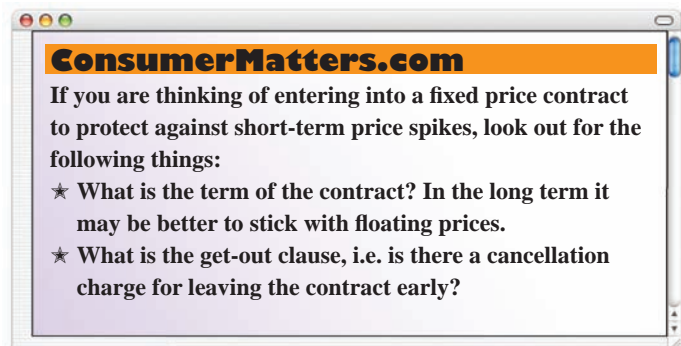 ConsumerMatters.com
If you are thinking of entering into a fixed price contract
to protect against short-term price spikes, look out for the
following things:
✭ What is the term of the contract? In the long term it
may be better to stick with floating prices.
✭ What is the get-out clause, i.e. is there a cancellation
charge for leaving the contract early?